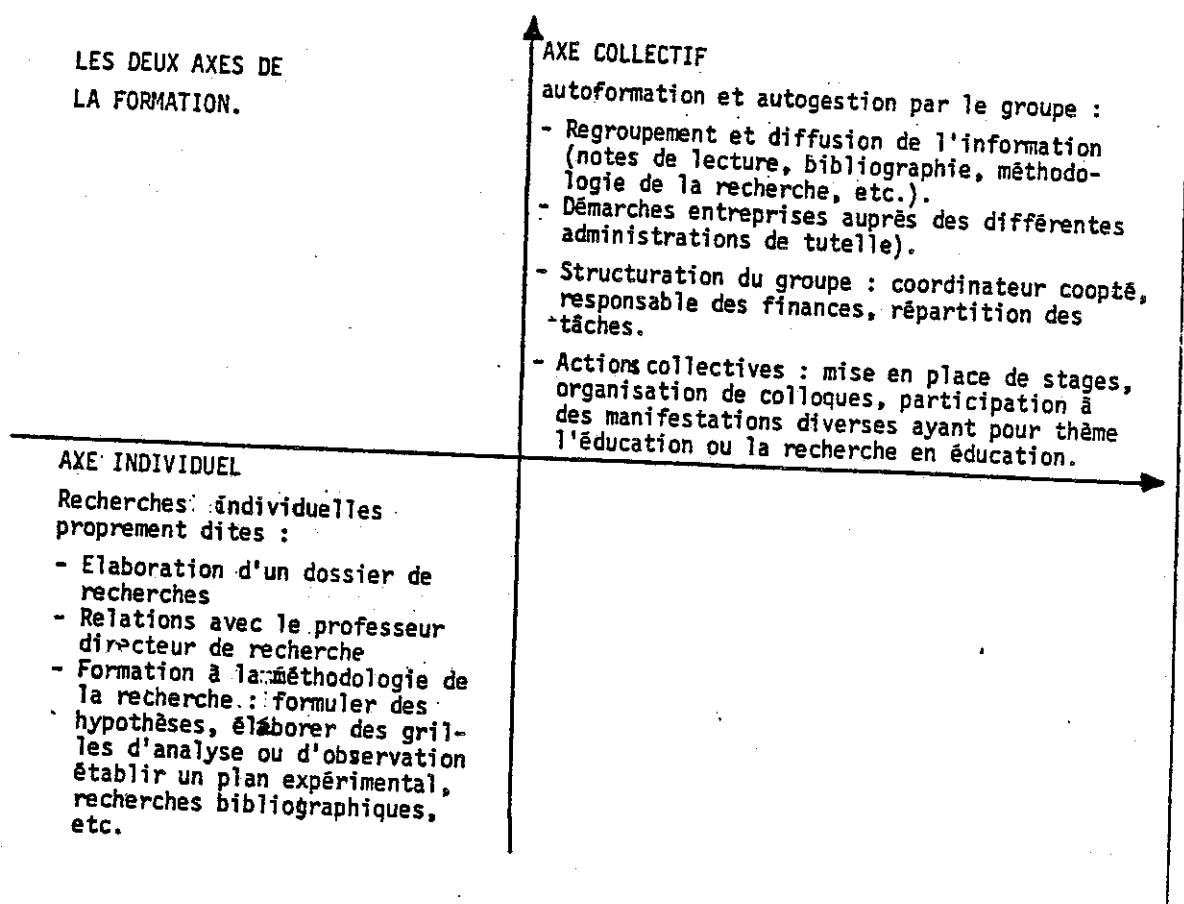 LES DEUX AXES DE
LA FORMATION.
AXE COLLECTIF
autoformation et autogestion par le groupe :
- Regroupement et diffusion de l'information
(notes de lecture, bibliographie, méthodo-
logie de la recherche, etc.).
- Démarches entreprises auprès des différentes
administrations de tutelle).
- Structuration du groupe : coordinateur coopté,
responsable des finances, répartition des
tâches.
- Actions collectives : mise en place de stages,
organisation de colloques, participation à
des manifestations diverses ayant pour thème
l'éducation ou la recherche en éducation.
AXE INDIVIDUEL
Recherches individuelles
proprement dites :
- Elaboration d'un dossier de
recherches
- Relations avec le professeur
directeur de recherche
- Formation à la méthodologie de
la recherche : formuler des
hypothèses, élaborer des gril-
les d'analyse ou d'observation
établir un plan expérimental,
recherches bibliographiques,
etc.